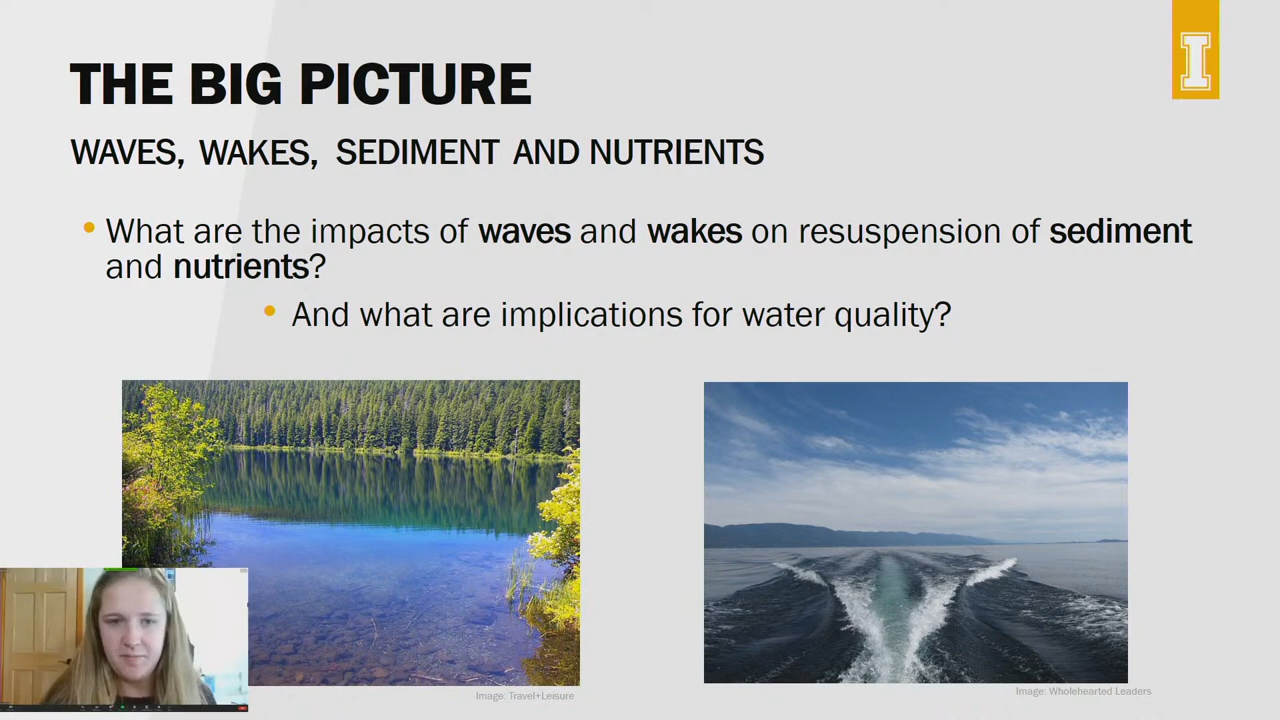 I
THE BIG PICTURE
WAVES, WAKES, SEDIMENT AND NUTRIENTS
• What are the impacts of waves and wakes on resuspension of sediment
and nutrients?
• And what are implications for water quality?
Image: Travel+Leisure
Image: Wholehearted Leaders